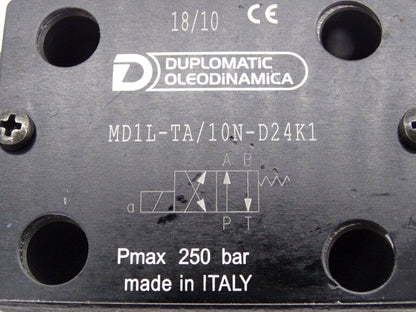 18/10 CE
D DUPLOMATIC
OLEODiNAMiCA
MD1L-TA/10N-D24K1
A B
a
P T
Pmax 250 bar
made in ITALY